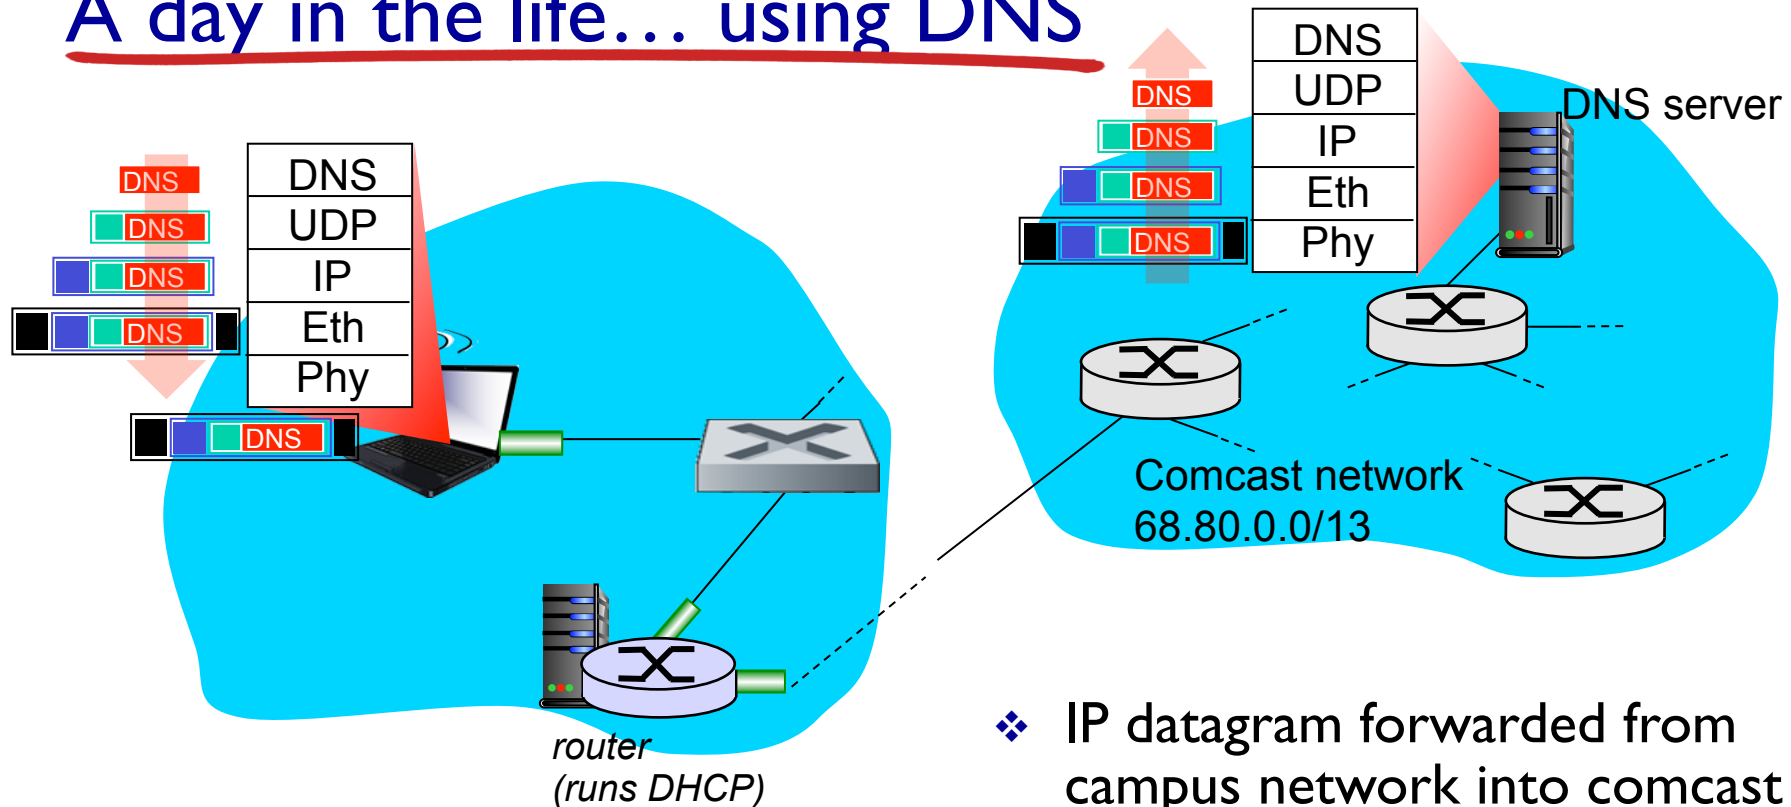 A day in the life… using DNS
DNS
DNS
DNS
DNS
DNS
DNS
UDP
IP
Eth
Phy
DNS
DNS
DNS
DNS
DNS
UDP
IP
Eth
Phy
DNS server
Comcast network
68.80.0.0/13
router
(runs DHCP)
❖ IP datagram forwarded from
campus network into comcast